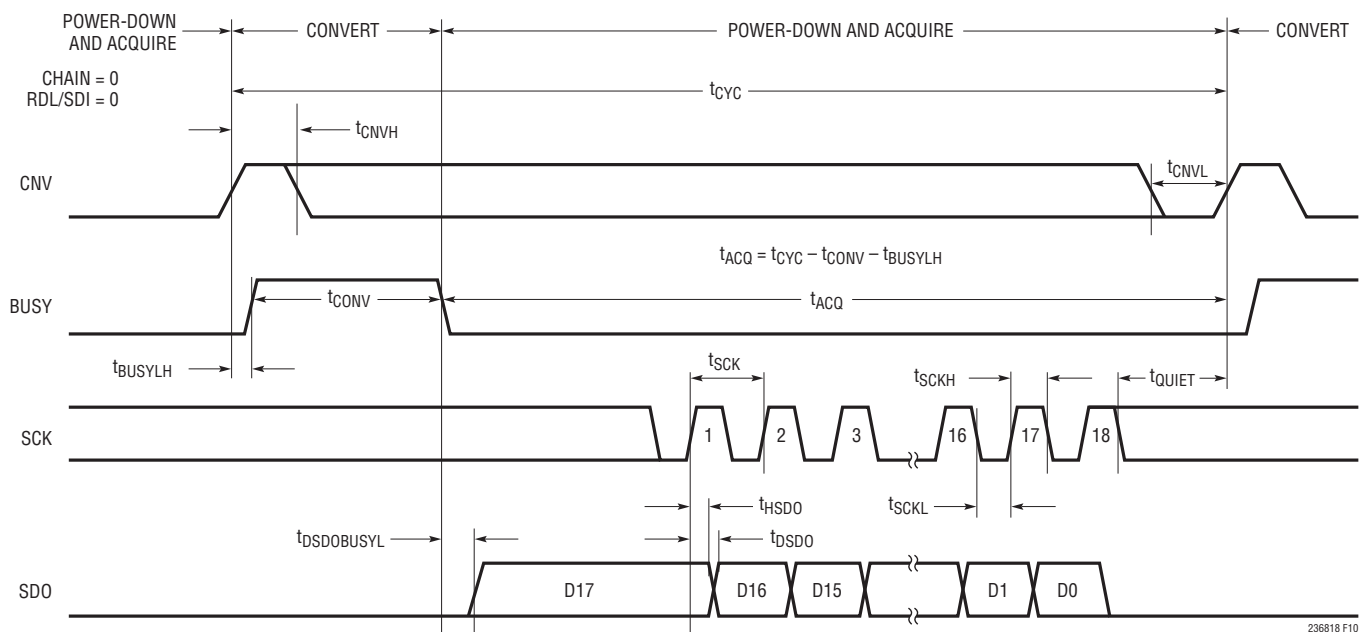 POWER-DOWN
AND ACQUIRE
CONVERT
POWER-DOWN AND ACQUIRE
CONVERT
CHAIN = 0
RDL/SDI = 0
tCYC
tCNVH
tCNVL
CNV
tACQ = tCYC – tCONV – tBUSYLH
tCONV
tACQ
BUSY
tBUSYLH
tSCK
tSCKH
tQUIET
SCK
1
2
3
16
17
18
tHSDO
tSCKL
tDSDOBUSYL
tDSDO
SDO
D17
D16
D15
D1
D0
236818 F10